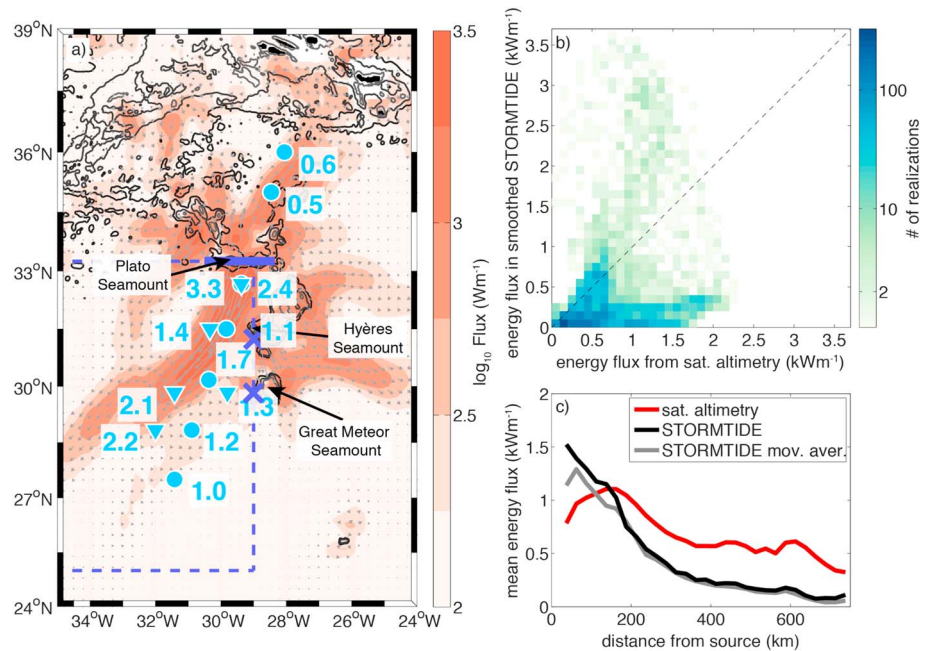 39°N
36°N
33°N
30°N
27°N
24°N
34°W
32°W
30°W
28°W
26°W
24°W
a)
0.6
0.5
Plato
Seamount
3.3
2.4
1.4
1.1
Hyères
Seamount
1.7
2.1
1.3
Great Meteor
Seamount
2.2
1.2
1.0
3.5
3
2.5
2
log10 Flux (Wm-1)
b)
energy flux in smoothed STORMTIDE (kWm-1)
3.5
3
2.5
2
1.5
1
0.5
0
0 0.5 1 1.5 2 2.5 3 3.5
energy flux from sat. altimetry (kWm-1)
100
10
2
# of realizations
c)
mean energy flux (kWm-1)
2
1.5
1
0.5
0
sat. altimetry
STORMTIDE
STORMTIDE mov. aver.
0 200 400 600
distance from source (km)